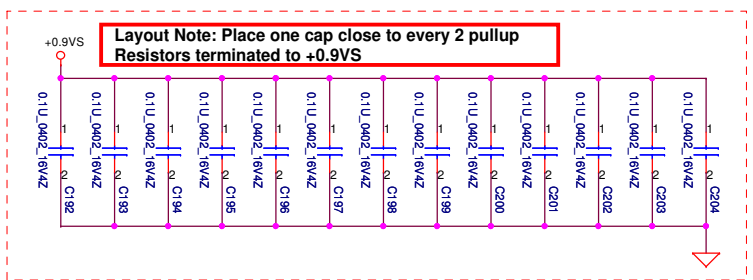 Layout Note: Place one cap close to every 2 pullup
Resistors terminated to +0.9VS
+0.9VS
0.1U_0402_16V4Z
1
2
C192
0.1U_0402_16V4Z
1
2
C193
0.1U_0402_16V4Z
1
2
C194
0.1U_0402_16V4Z
1
2
C195
0.1U_0402_16V4Z
1
2
C196
0.1U_0402_16V4Z
1
2
C197
0.1U_0402_16V4Z
1
2
C198
0.1U_0402_16V4Z
1
2
C199
0.1U_0402_16V4Z
1
2
C200
0.1U_0402_16V4Z
1
2
C201
0.1U_0402_16V4Z
1
2
C202
0.1U_0402_16V4Z
1
2
C203
0.1U_0402_16V4Z
1
2
C204